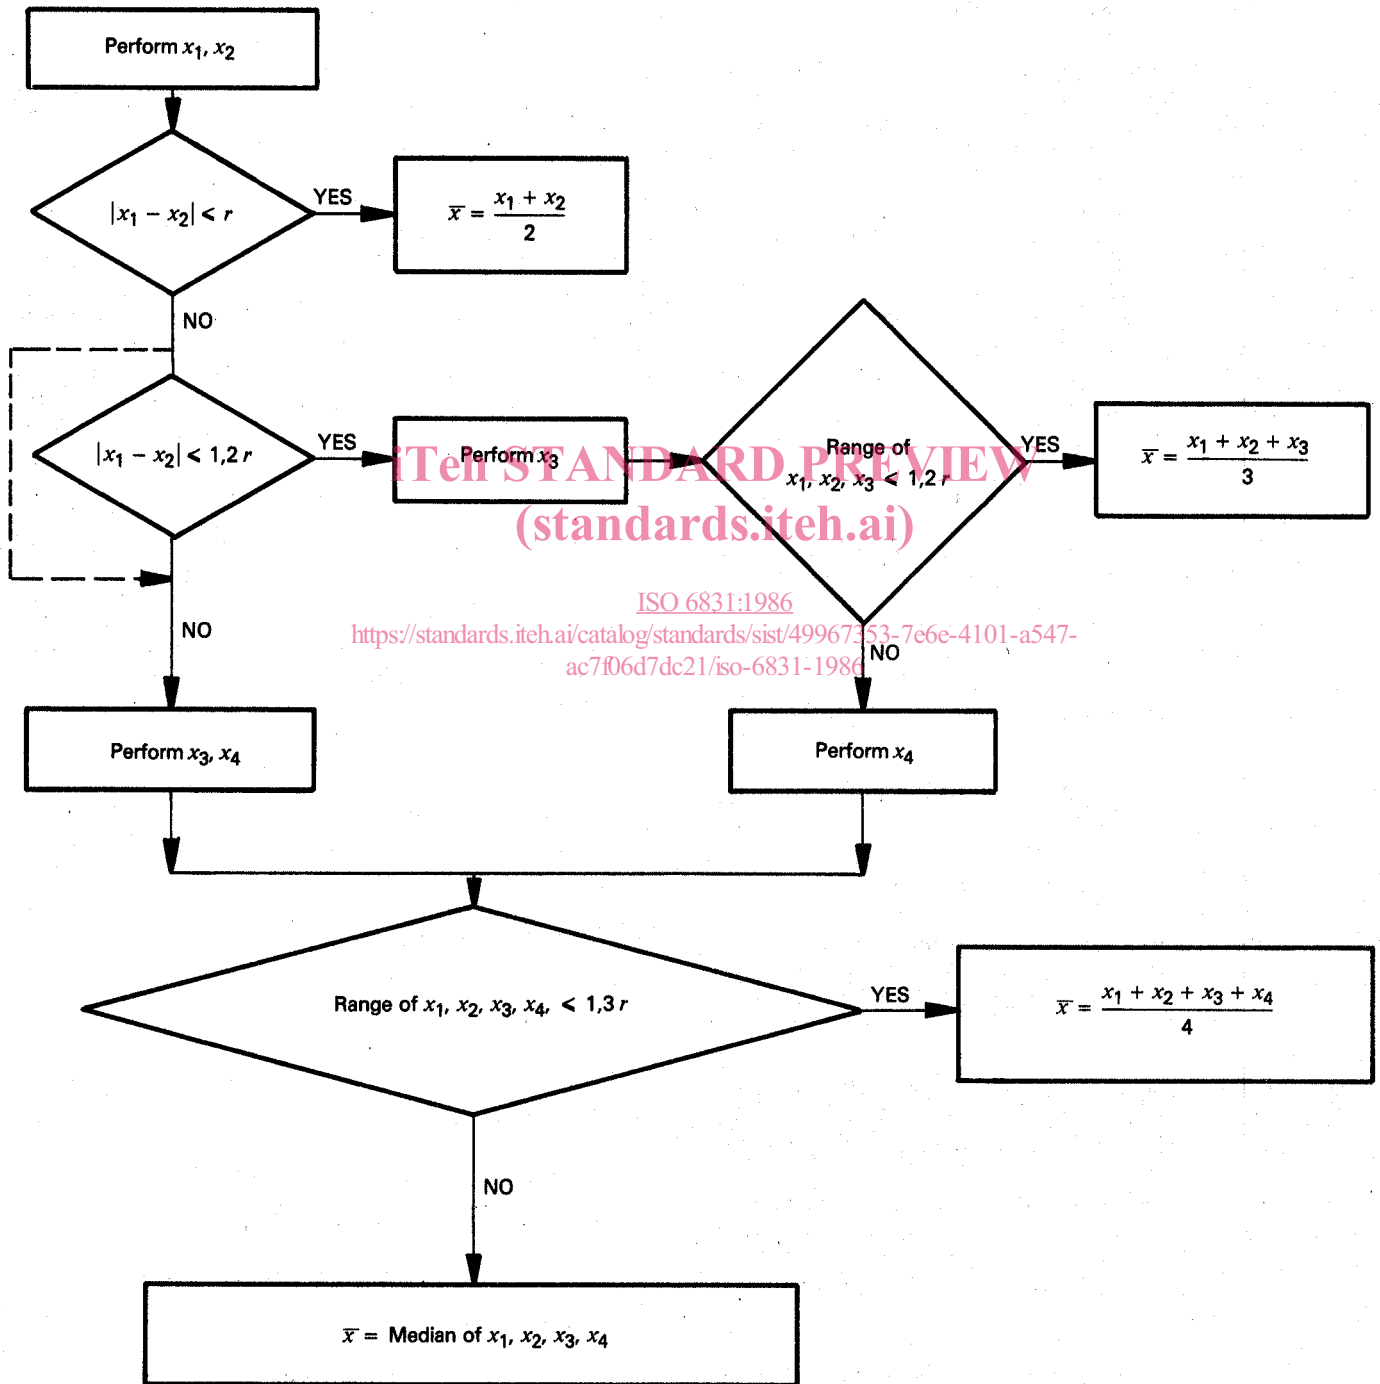 Perform x₁, x₂
|x₁ − x₂| < r
YES
x̅ = (x₁ + x₂) / 2
NO
|x₁ − x₂| < 1,2 r
YES
Perform x₃
Range of
x₁, x₂, x₃ < 1,2 r
YES
x̅ = (x₁ + x₂ + x₃) / 3
iTeh STANDARD PREVIEW
(standards.iteh.ai)
ISO 6831:1986
https://standards.iteh.ai/catalog/standards/sist/49967353-7e6e-4101-a547-
ac7f06d7dc21/iso-6831-1986
NO
NO
Perform x₃, x₄
Perform x₄
Range of x₁, x₂, x₃, x₄, < 1,3 r
YES
x̅ = (x₁ + x₂ + x₃ + x₄) / 4
NO
x̅ = Median of x₁, x₂, x₃, x₄